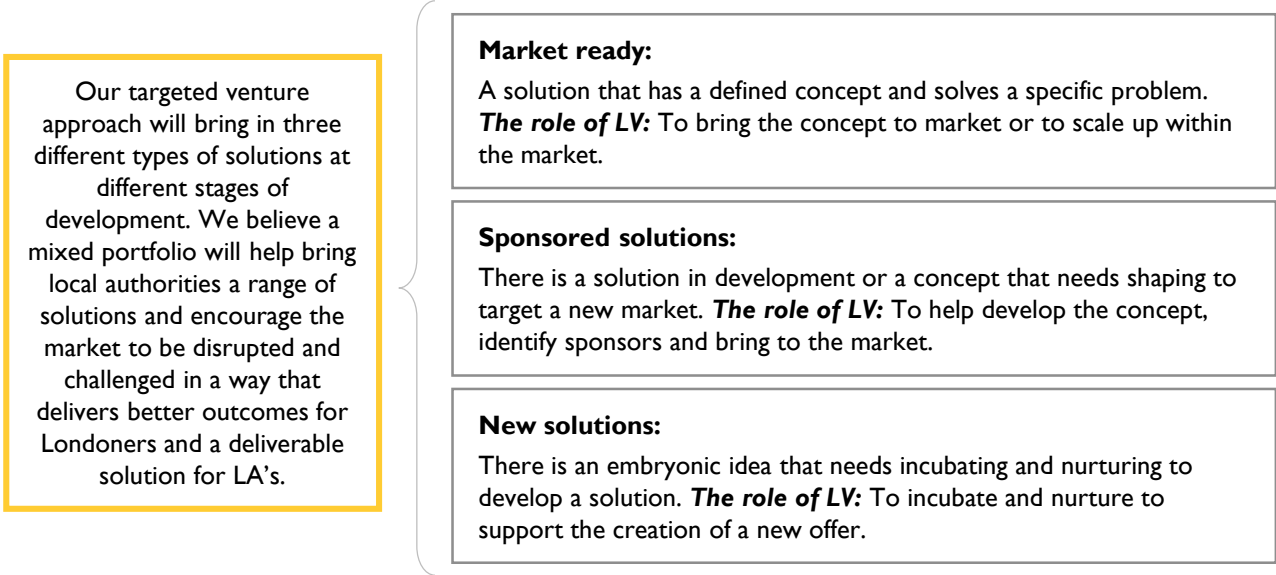 Our targeted venture
approach will bring in three
different types of solutions at
different stages of
development. We believe a
mixed portfolio will help bring
local authorities a range of
solutions and encourage the
market to be disrupted and
challenged in a way that
delivers better outcomes for
Londoners and a deliverable
solution for LA’s.
Market ready:
A solution that has a defined concept and solves a specific problem.
The role of LV: To bring the concept to market or to scale up within
the market.
Sponsored solutions:
There is a solution in development or a concept that needs shaping to
target a new market. The role of LV: To help develop the concept,
identify sponsors and bring to the market.
New solutions:
There is an embryonic idea that needs incubating and nurturing to
develop a solution. The role of LV: To incubate and nurture to
support the creation of a new offer.